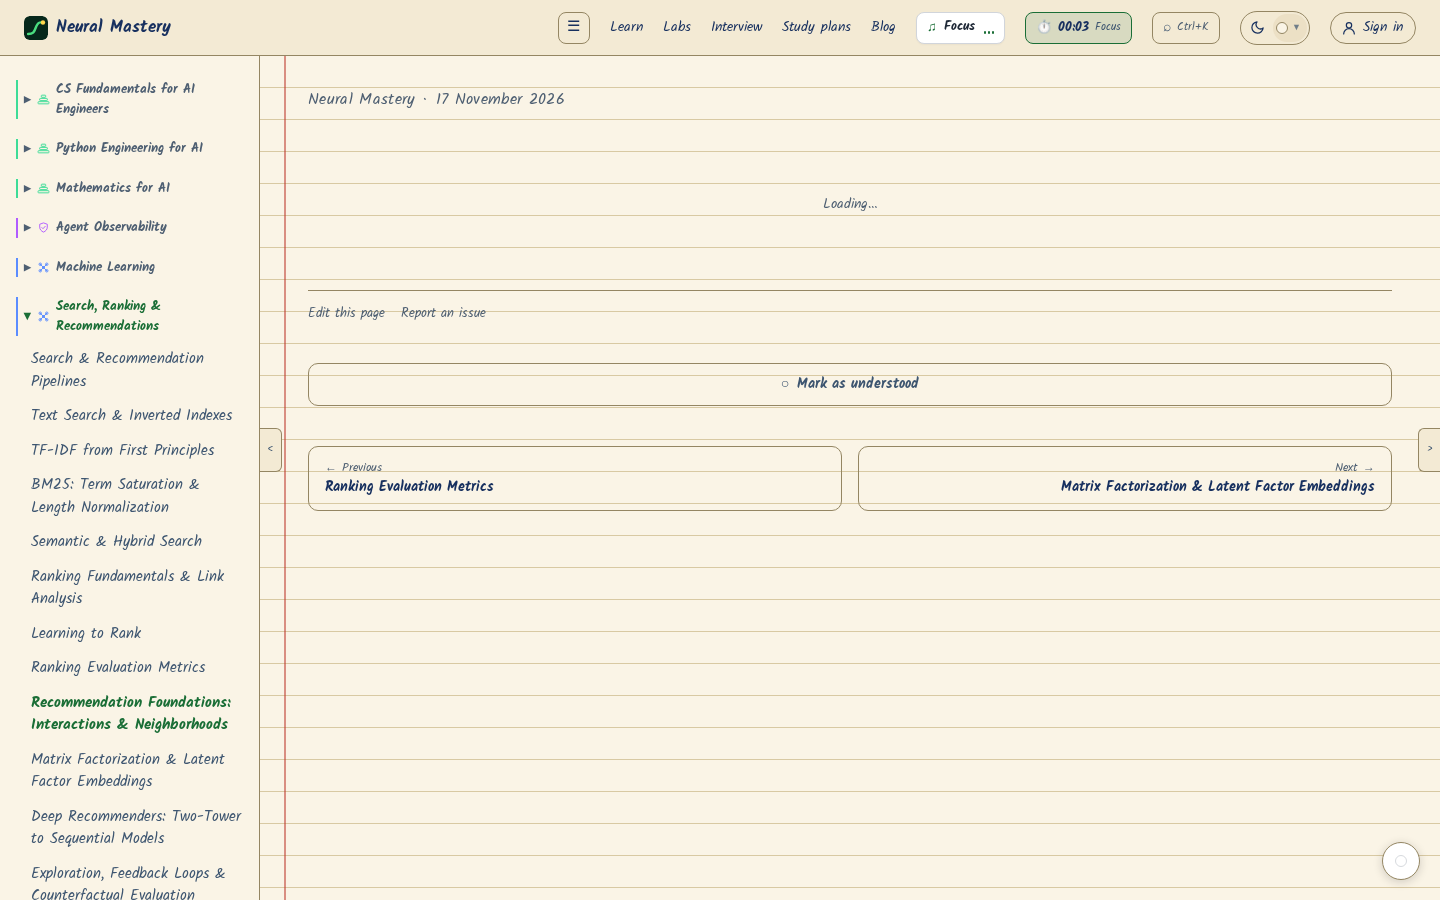 Neural Mastery
☰
Learn
Labs
Interview
Study plans
Blog
♫ Focus ...
00:03 Focus
⌕ Ctrl+K
Sign in
▶ CS Fundamentals for AI
Engineers
▶ Python Engineering for AI
▶ Mathematics for AI
▶ Agent Observability
▶ Machine Learning
▼ Search, Ranking &
Recommendations
Search & Recommendation
Pipelines
Text Search & Inverted Indexes
TF-IDF from First Principles
BM25: Term Saturation &
Length Normalization
Semantic & Hybrid Search
Ranking Fundamentals & Link
Analysis
Learning to Rank
Ranking Evaluation Metrics
Recommendation Foundations:
Interactions & Neighborhoods
Matrix Factorization & Latent
Factor Embeddings
Deep Recommenders: Two-Tower
to Sequential Models
Exploration, Feedback Loops &
Counterfactual Evaluation
Neural Mastery · 17 November 2026
Loading...
Edit this page
Report an issue
○ Mark as understood
<
>
← Previous
Ranking Evaluation Metrics
Next →
Matrix Factorization & Latent Factor Embeddings